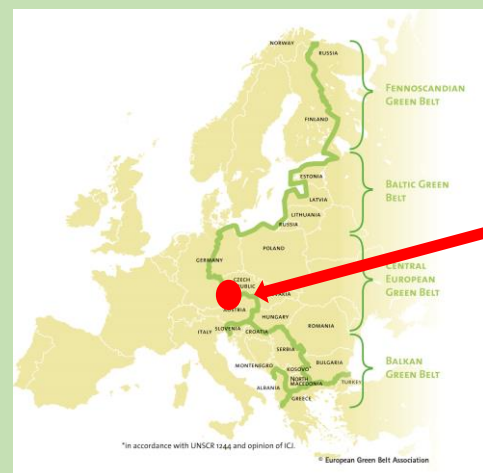 NORWAY
RUSSIA
FENNOSCANDIAN
GREEN BELT
FINLAND
ESTONIA
BALTIC GREEN
BELT
LATVIA
LITHUANIA
RUSSIA
POLAND
GERMANY
CENTRAL
EUROPEAN
GREEN BELT
CZECH
HUNGARY
ITALY
SLOVENIA
CROATIA
ROMANIA
SERBIA
BULGARIA
BALKAN
GREEN BELT
MONTENEGRO
KOSOVO*
NORTH
MACEDONIA
TURKEY
ALBANIA
GREECE
*in accordance with UNSCR 1244 and opinion of ICJ.
© European Green Belt Association